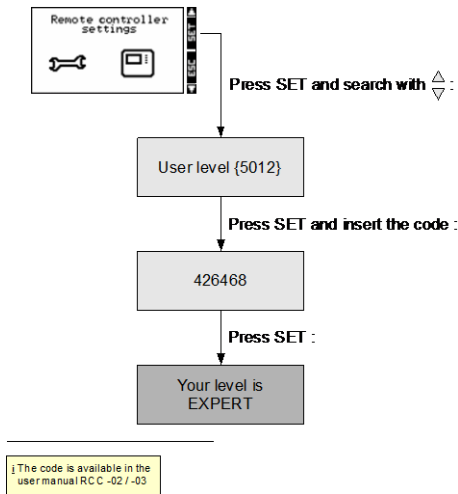 Remote controller
settings
SET
ESC
Press SET and search with :
User level {5012}
Press SET and insert the code :
426468
Press SET :
Your level is
EXPERT
i The code is available in the
user manual RCC -02 / -03